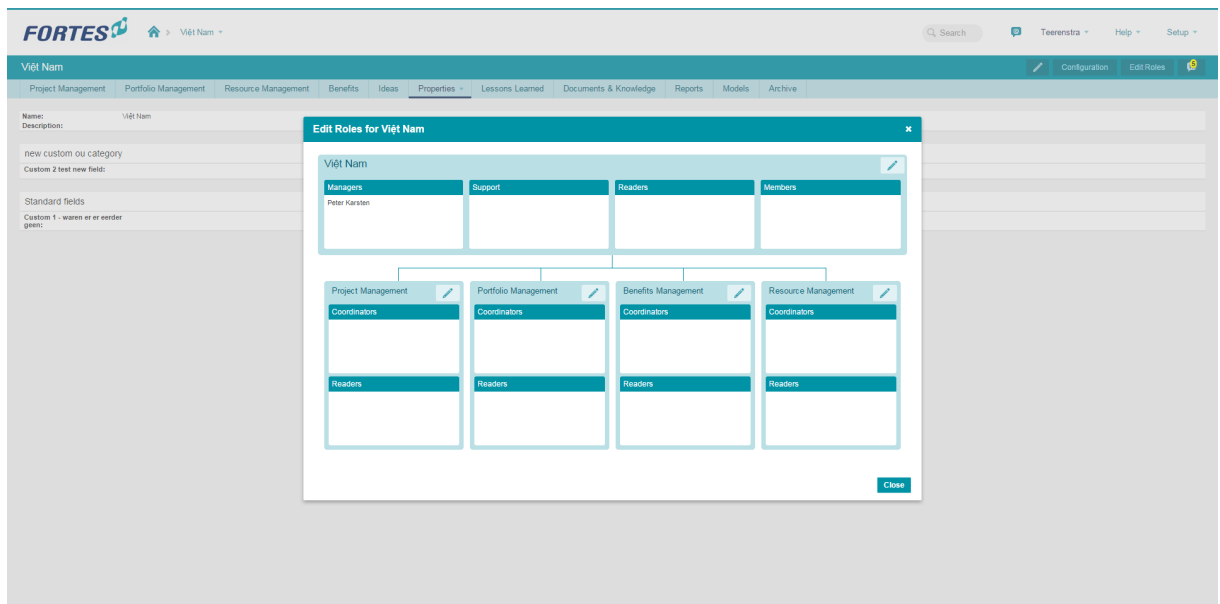 FORTES
Việt Nam
Search
Teerenstra
Help
Setup
Việt Nam
Configuration
Edit Roles
5
Project Management
Portfolio Management
Resource Management
Benefits
Ideas
Properties
Lessons Learned
Documents & Knowledge
Reports
Models
Archive
Name:
Việt Nam
Description:
new custom ou category
Custom 2 test new field:
Standard fields
Custom 1 - waren er er eerder
geen:
Edit Roles for Việt Nam
Việt Nam
Managers
Support
Readers
Members
Peter Karsten
Project Management
Portfolio Management
Benefits Management
Resource Management
Coordinators
Coordinators
Coordinators
Coordinators
Readers
Readers
Readers
Readers
Close